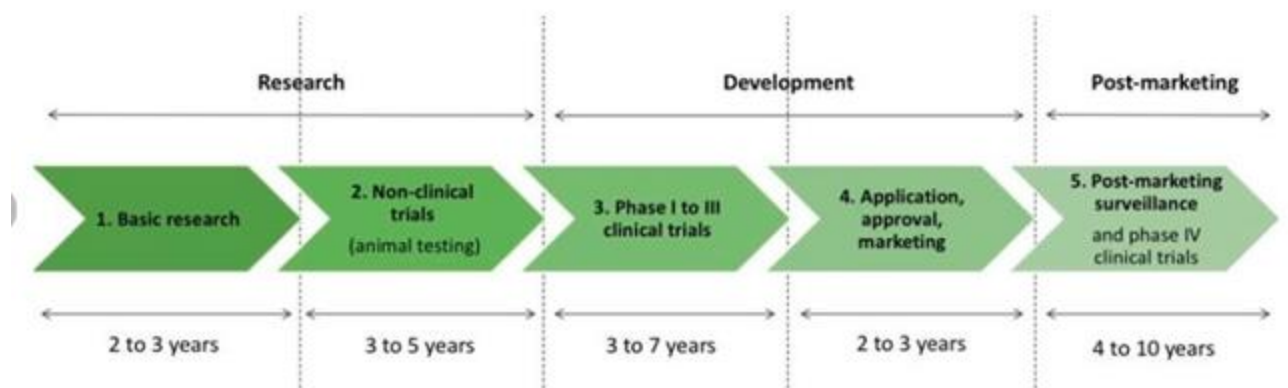 Research
Development
Post-marketing
1. Basic research
2. Non-clinical
trials
(animal testing)
3. Phase I to III
clinical trials
4. Application,
approval,
marketing
5. Post-marketing
surveillance
and phase IV
clinical trials
2 to 3 years
3 to 5 years
3 to 7 years
2 to 3 years
4 to 10 years